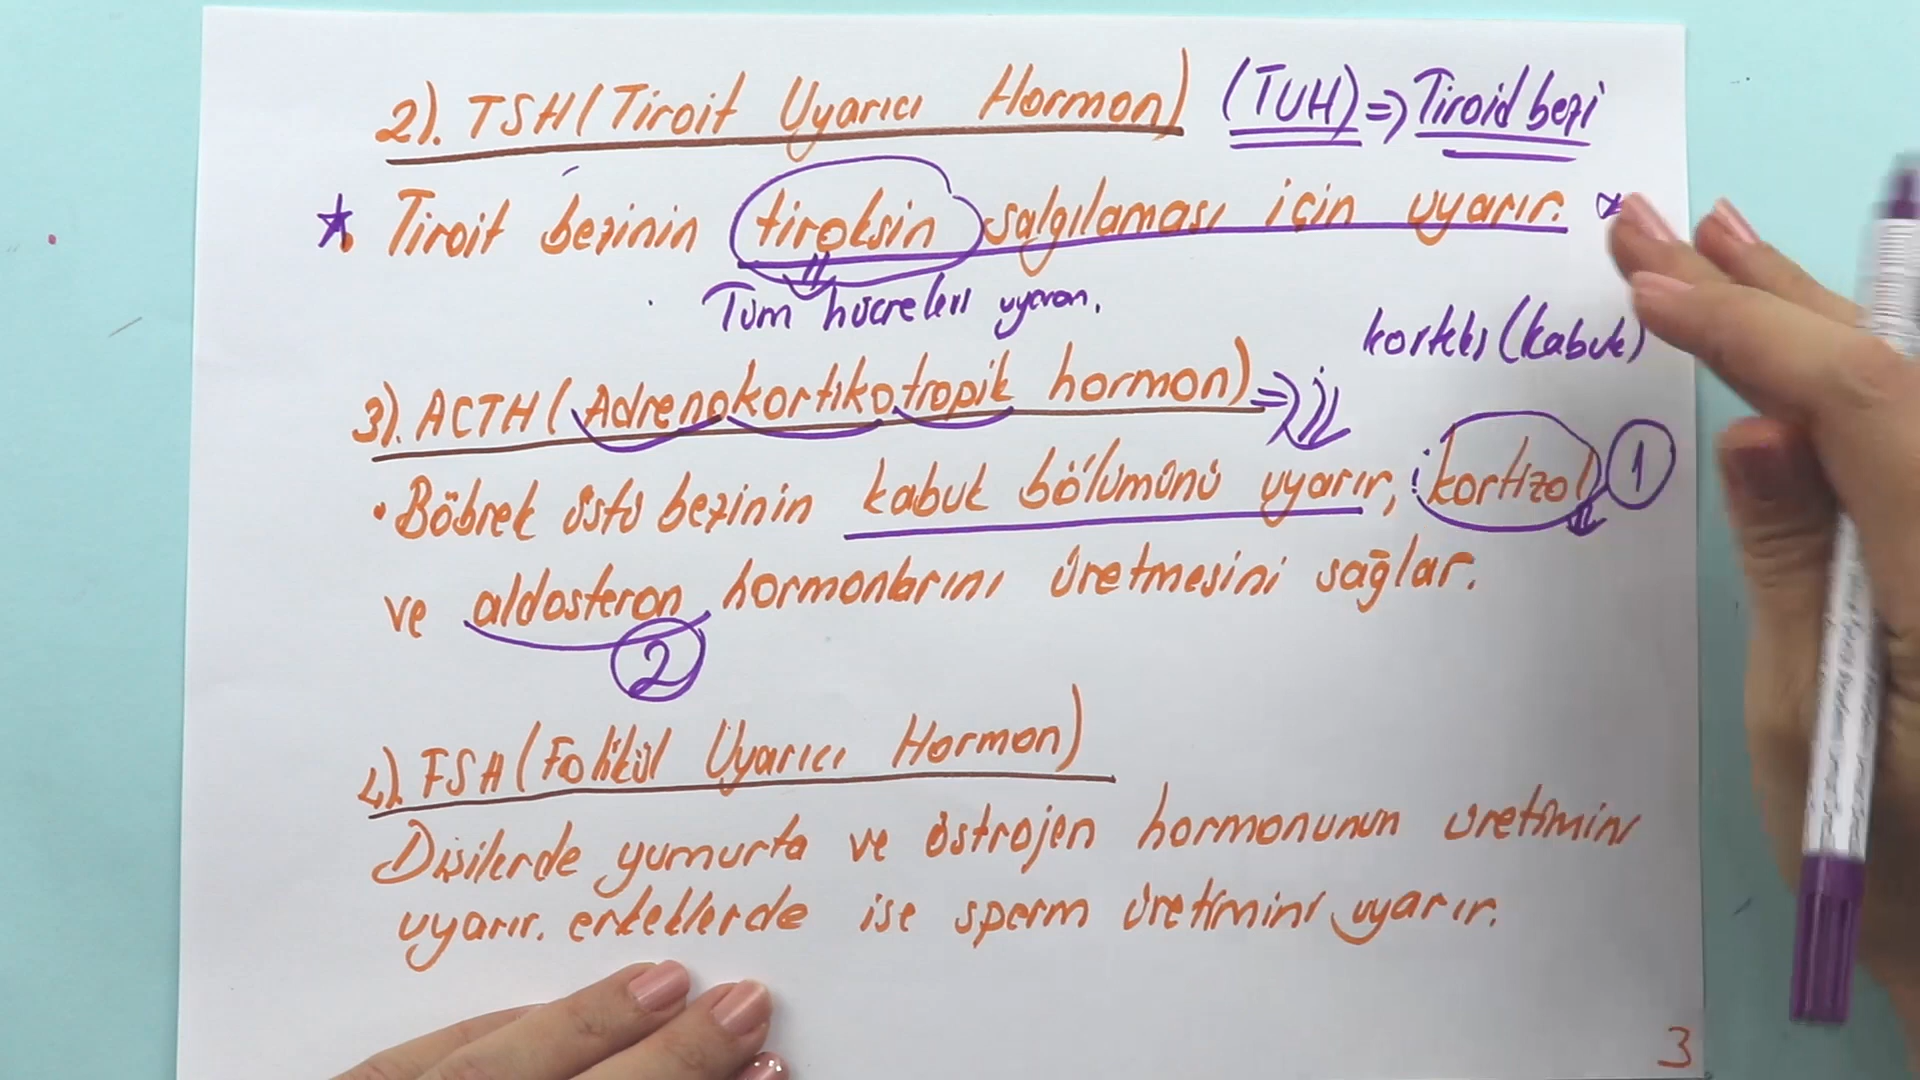 2). TSH (Tiroit Uyarıcı Hormon) (TUH) => Tiroid bezi
* Tiroit bezinin tiroksin salgılaması için uyarır. *
Tüm hücreleri uyaran.
korteks (kabuk)
3). ACTH (Adrenokortikotropik hormon) =>
• Böbrek üstü bezinin kabuk bölümünü uyarır, kortizol 1
ve aldosteron hormonlarını üretmesini sağlar.
2
4). FSH (Folikül Uyarıcı Hormon)
Dişilerde yumurta ve östrojen hormonunun üretimini
uyarır. erkeklerde ise sperm üretimini uyarır.
3